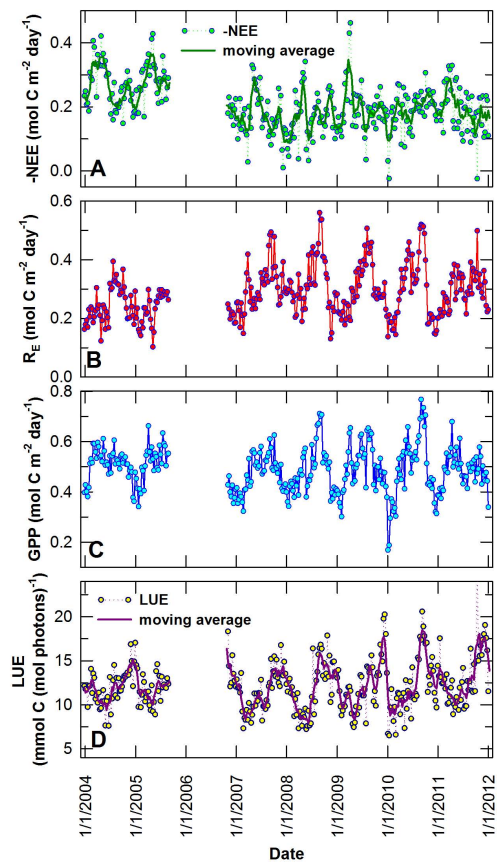 -NEE
moving average
-NEE (mol C m⁻² day⁻¹)
0.4
0.2
0.0
A
R_E (mol C m⁻² day⁻¹)
0.6
0.4
0.2
0.0
B
GPP (mol C m⁻² day⁻¹)
0.8
0.6
0.4
0.2
C
LUE
(mmol C (mol photons)⁻¹)
LUE
moving average
20
15
10
5
D
1/1/2004
1/1/2005
1/1/2007
1/1/2008
1/1/2009
1/1/2010
1/1/2011
1/1/2012
Date